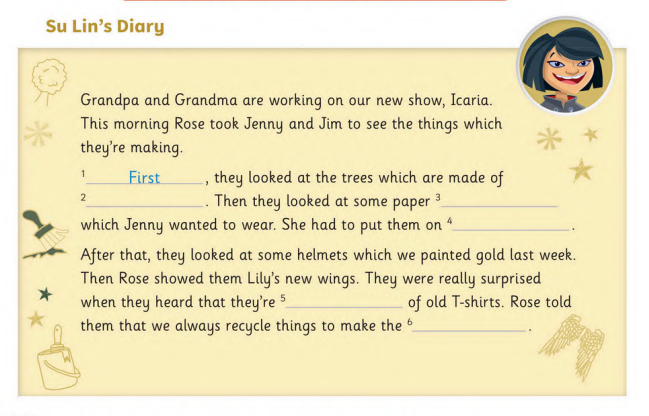 Su Lin's Diary
Grandpa and Grandma are working on our new show, Icaria.
This morning Rose took Jenny and Jim to see the things which
they're making.
1 First , they looked at the trees which are made of
2 . Then they looked at some paper 3
which Jenny wanted to wear. She had to put them on 4 .
After that, they looked at some helmets which we painted gold last week.
Then Rose showed them Lily's new wings. They were really surprised
when they heard that they're 5 of old T-shirts. Rose told
them that we always recycle things to make the 6 .